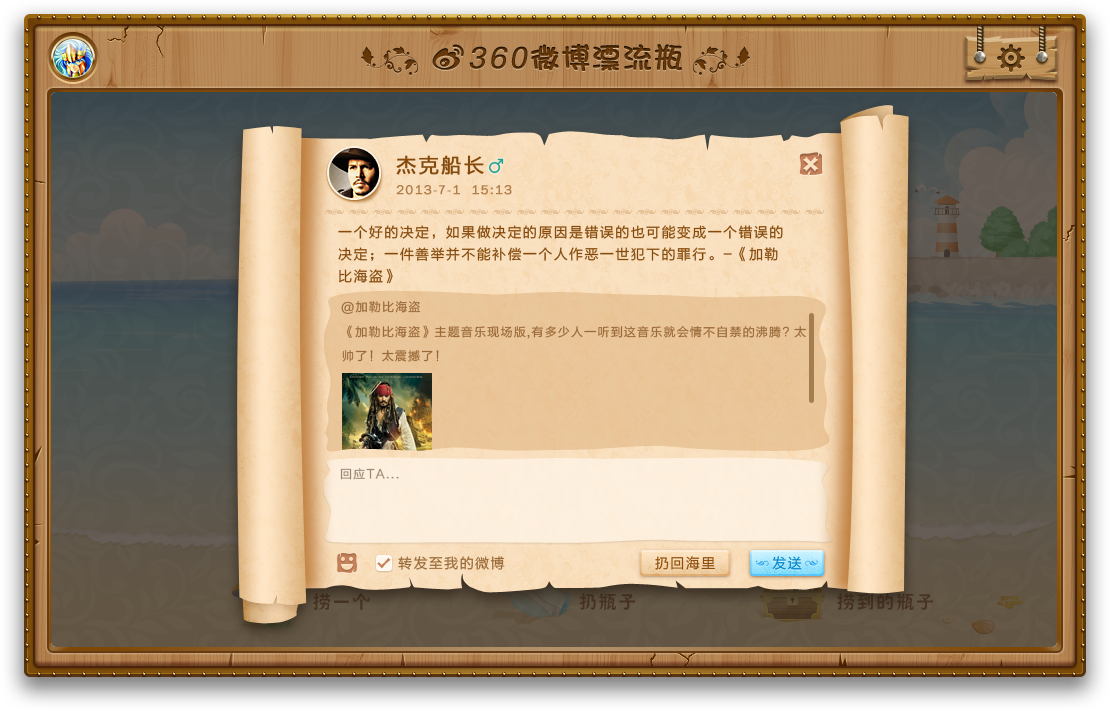 360微博漂流瓶
杰克船长♂
2013-7-1 15:13
一个好的决定，如果做决定的原因是错误的也可能变成一个错误的
决定；一件善举并不能补偿一个人作恶一世犯下的罪行。-《加勒
比海盗》
@加勒比海盗
《加勒比海盗》主题音乐现场版,有多少人一听到这音乐就会情不自禁的沸腾？太
帅了！太震撼了！
回应TA...
转发至我的微博
扔回海里
发送
捞一个
扔瓶子
捞到的瓶子